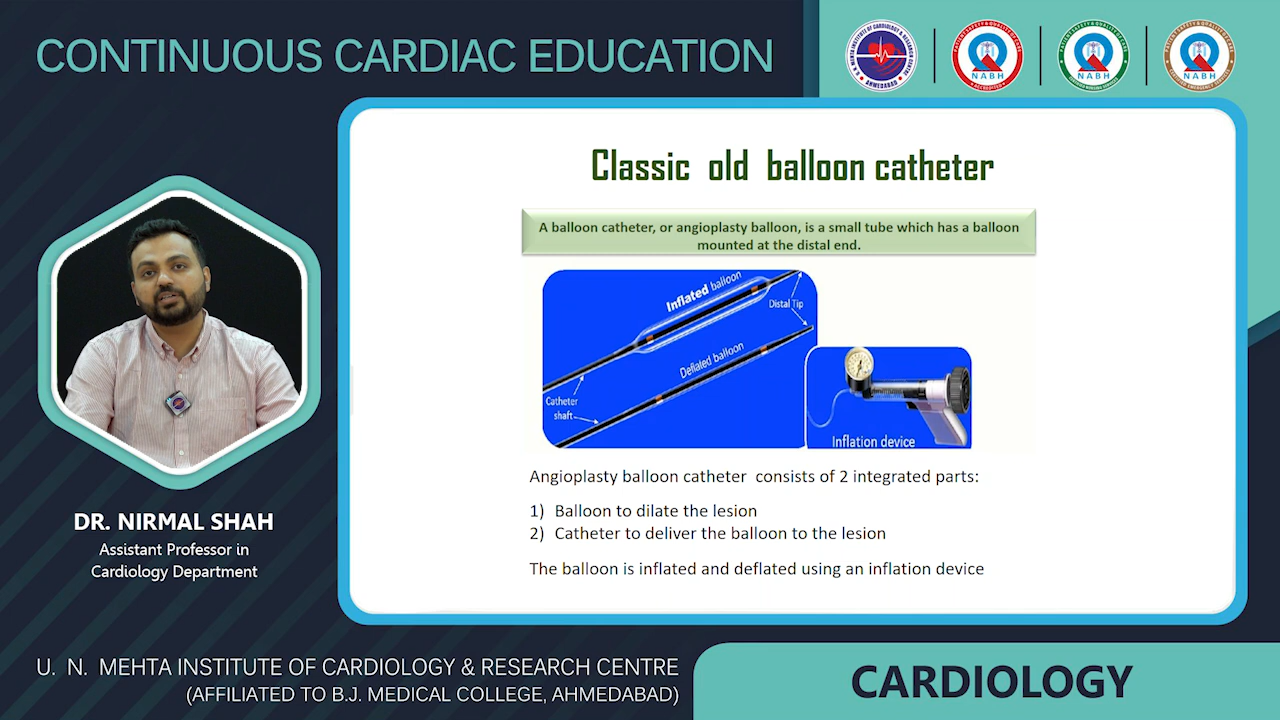 CONTINUOUS CARDIAC EDUCATION
NABH
NABH
NABH
Classic old balloon catheter
A balloon catheter, or angioplasty balloon, is a small tube which has a balloon
mounted at the distal end.
Inflated balloon
Distal Tip
Deflated balloon
Catheter
shaft
Inflation device
Angioplasty balloon catheter consists of 2 integrated parts:
1) Balloon to dilate the lesion
2) Catheter to deliver the balloon to the lesion
The balloon is inflated and deflated using an inflation device
DR. NIRMAL SHAH
Assistant Professor in
Cardiology Department
U. N. MEHTA INSTITUTE OF CARDIOLOGY & RESEARCH CENTRE
(AFFILIATED TO B.J. MEDICAL COLLEGE, AHMEDABAD)
CARDIOLOGY